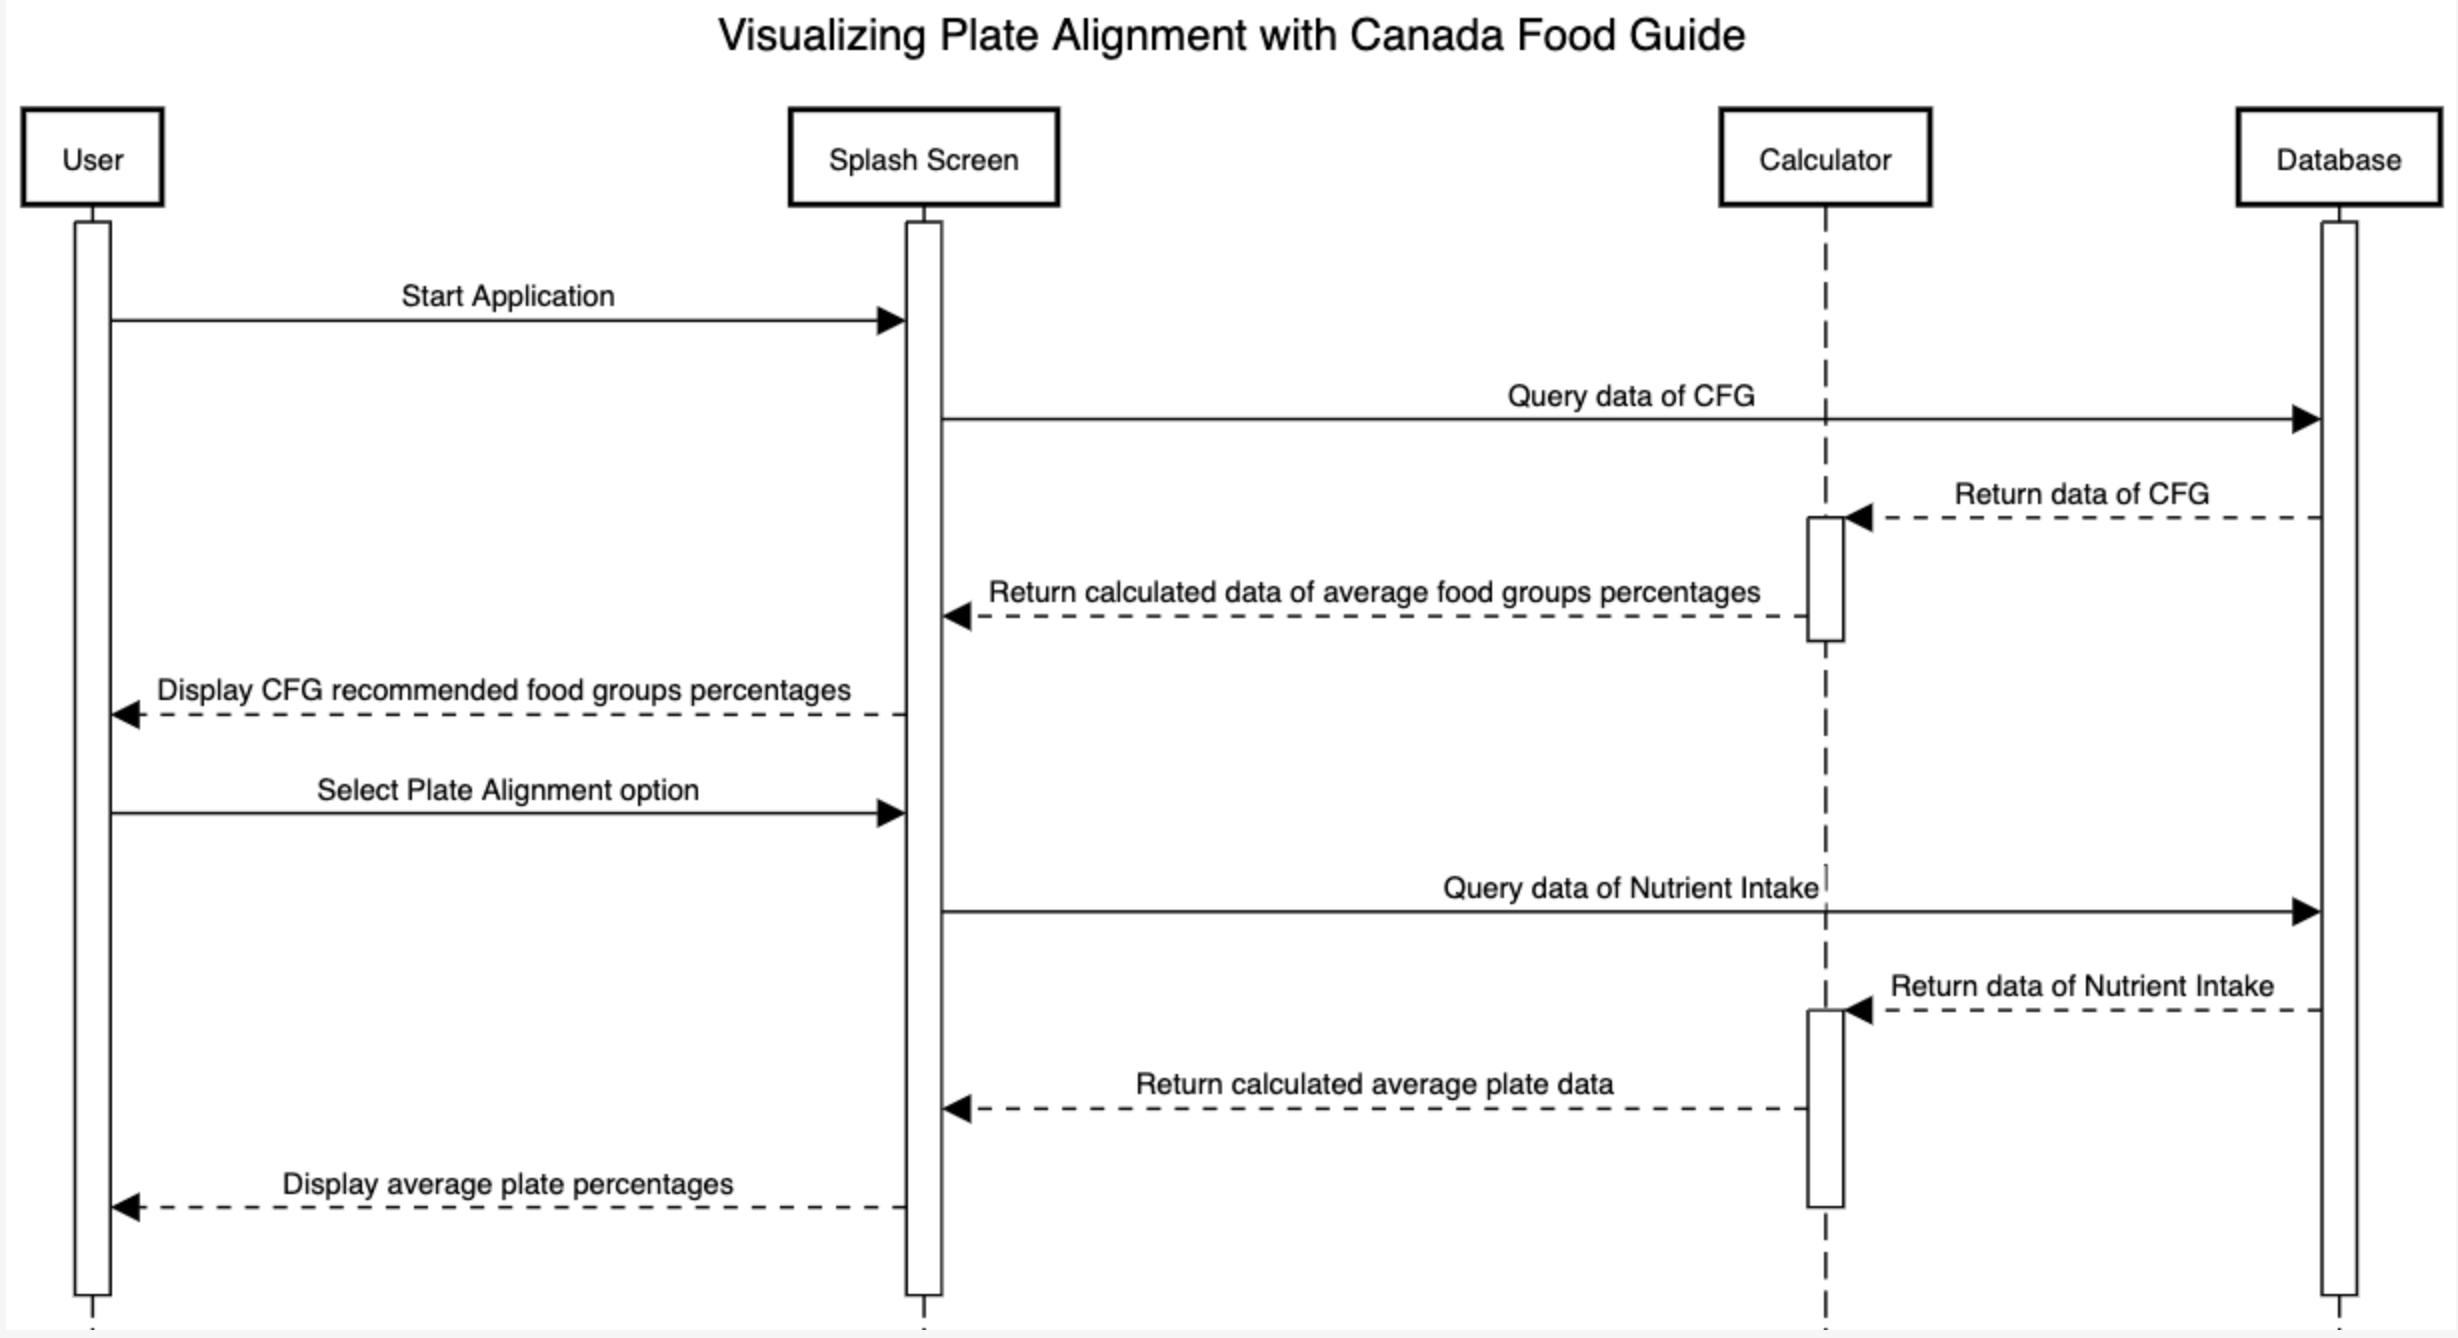 Visualizing Plate Alignment with Canada Food Guide
User
Splash Screen
Calculator
Database
Start Application
Query data of CFG
Return data of CFG
Return calculated data of average food groups percentages
Display CFG recommended food groups percentages
Select Plate Alignment option
Query data of Nutrient Intake
Return data of Nutrient Intake
Return calculated average plate data
Display average plate percentages